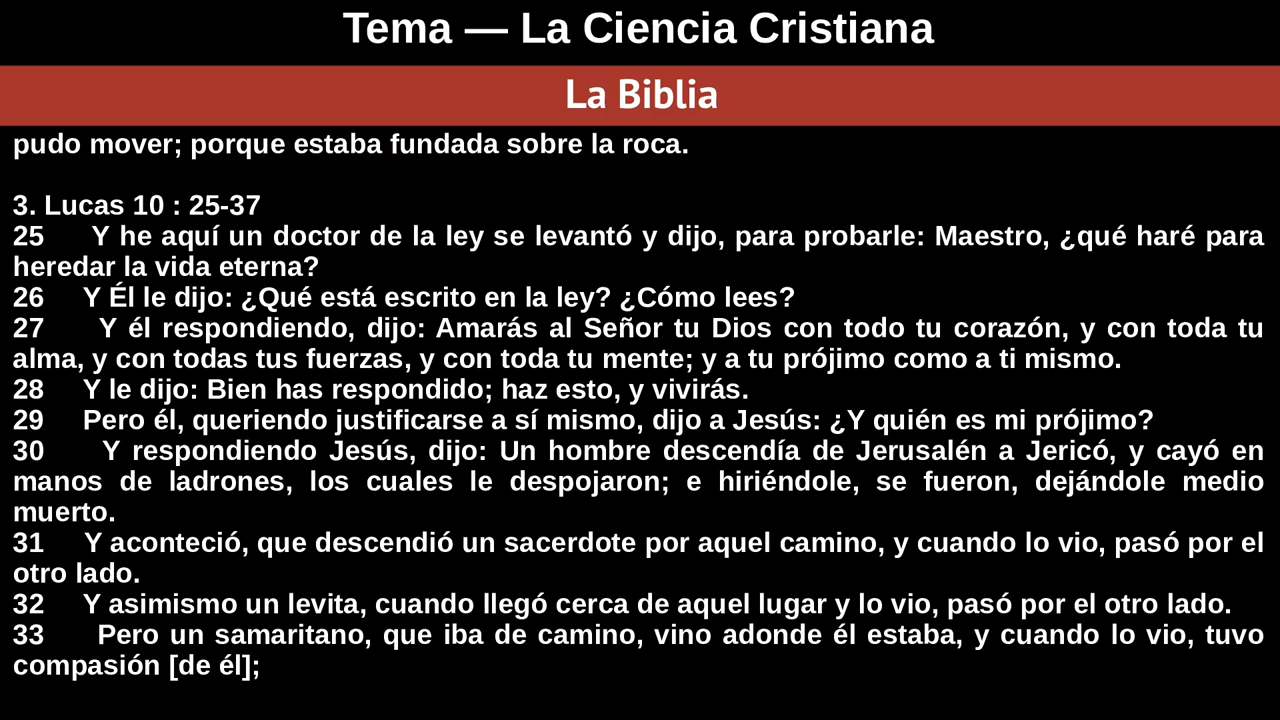 Tema — La Ciencia Cristiana
La Biblia
pudo mover; porque estaba fundada sobre la roca.
3. Lucas 10 : 25-37
25 Y he aquí un doctor de la ley se levantó y dijo, para probarle: Maestro, ¿qué haré para
heredar la vida eterna?
26 Y Él le dijo: ¿Qué está escrito en la ley? ¿Cómo lees?
27 Y él respondiendo, dijo: Amarás al Señor tu Dios con todo tu corazón, y con toda tu
alma, y con todas tus fuerzas, y con toda tu mente; y a tu prójimo como a ti mismo.
28 Y le dijo: Bien has respondido; haz esto, y vivirás.
29 Pero él, queriendo justificarse a sí mismo, dijo a Jesús: ¿Y quién es mi prójimo?
30 Y respondiendo Jesús, dijo: Un hombre descendía de Jerusalén a Jericó, y cayó en
manos de ladrones, los cuales le despojaron; e hiriéndole, se fueron, dejándole medio
muerto.
31 Y aconteció, que descendió un sacerdote por aquel camino, y cuando lo vio, pasó por el
otro lado.
32 Y asimismo un levita, cuando llegó cerca de aquel lugar y lo vio, pasó por el otro lado.
33 Pero un samaritano, que iba de camino, vino adonde él estaba, y cuando lo vio, tuvo
compasión [de él];